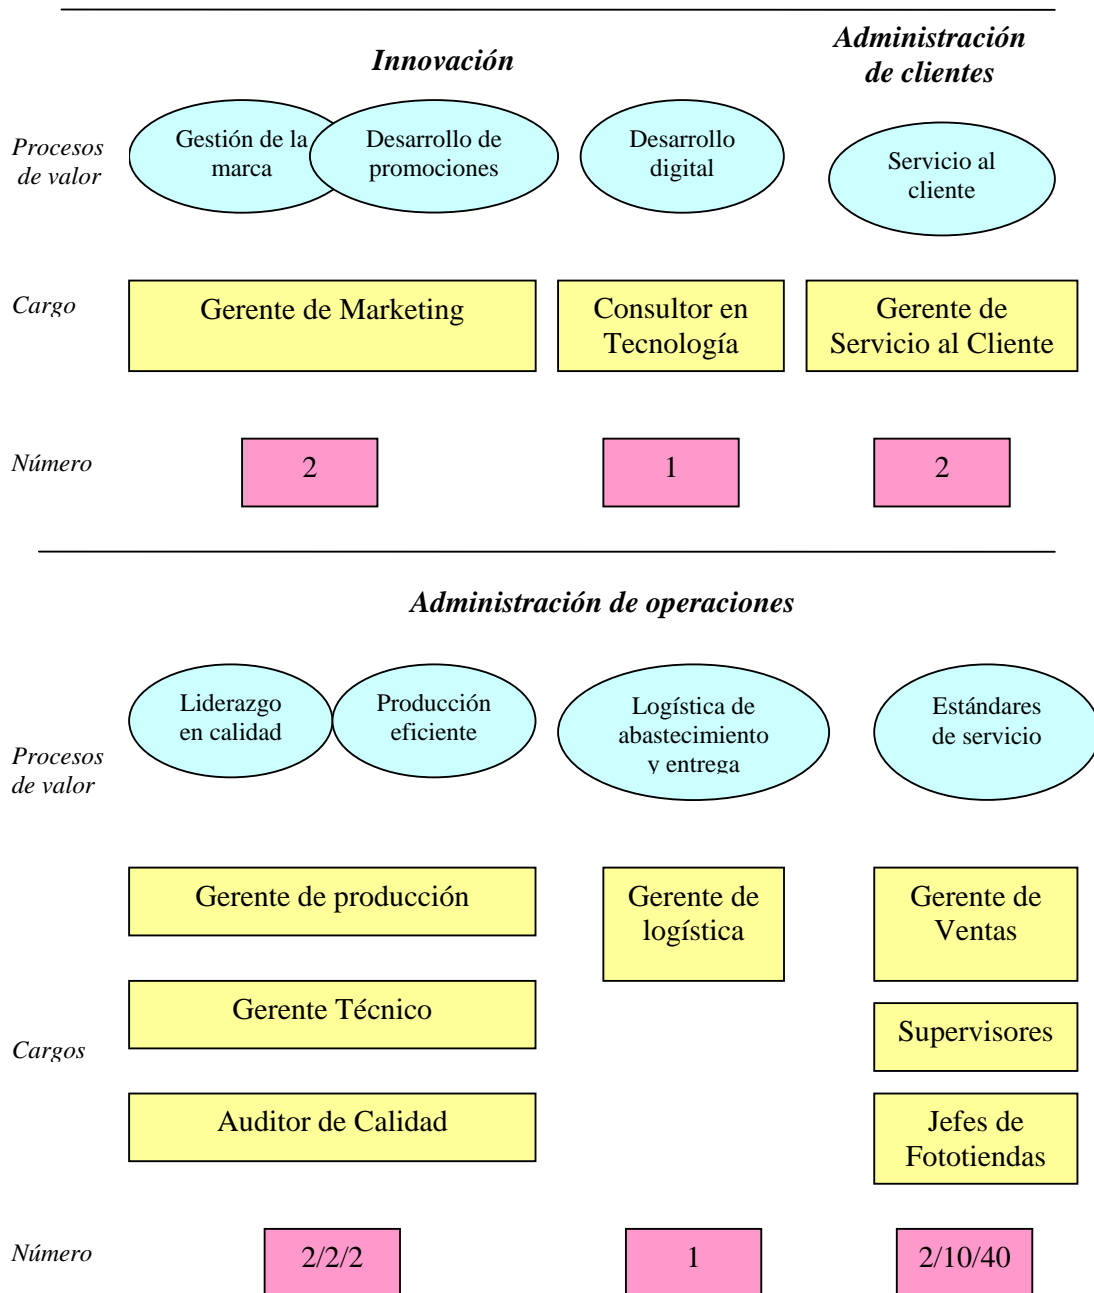 Innovación
Administración
de clientes
Procesos
de valor
Gestión de la
marca
Desarrollo de
promociones
Desarrollo
digital
Servicio al
cliente
Cargo
Gerente de Marketing
Consultor en
Tecnología
Gerente de
Servicio al Cliente
Número
2
1
2
Administración de operaciones
Procesos
de valor
Liderazgo
en calidad
Producción
eficiente
Logística de
abastecimiento
y entrega
Estándares
de servicio
Cargos
Gerente de producción
Gerente Técnico
Auditor de Calidad
Gerente de
logística
Gerente de
Ventas
Supervisores
Jefes de
Fototiendas
Número
2/2/2
1
2/10/40